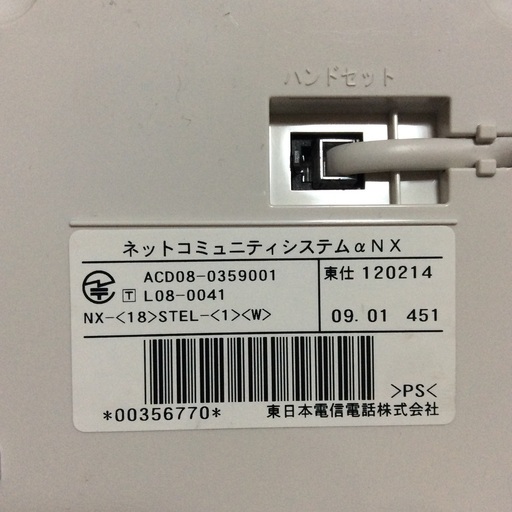 ハンドセット
ネットコミュニティシステムαNX
ACD08-0359001
東仕 120214
T L08-0041
NX-<18>STEL-<1><W>
09.01 451
>PS<
*00356770*
東日本電信電話株式会社